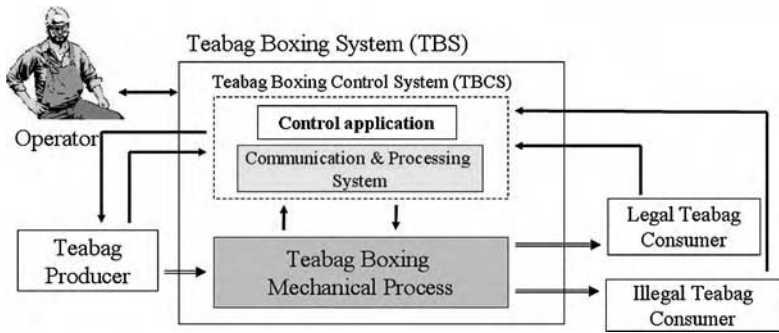 Teabag Boxing System (TBS)
Teabag Boxing Control System (TBCS)
Operator
Control application
Communication & Processing
System
Teabag
Producer
Teabag Boxing
Mechanical Process
Legal Teabag
Consumer
Illegal Teabag
Consumer